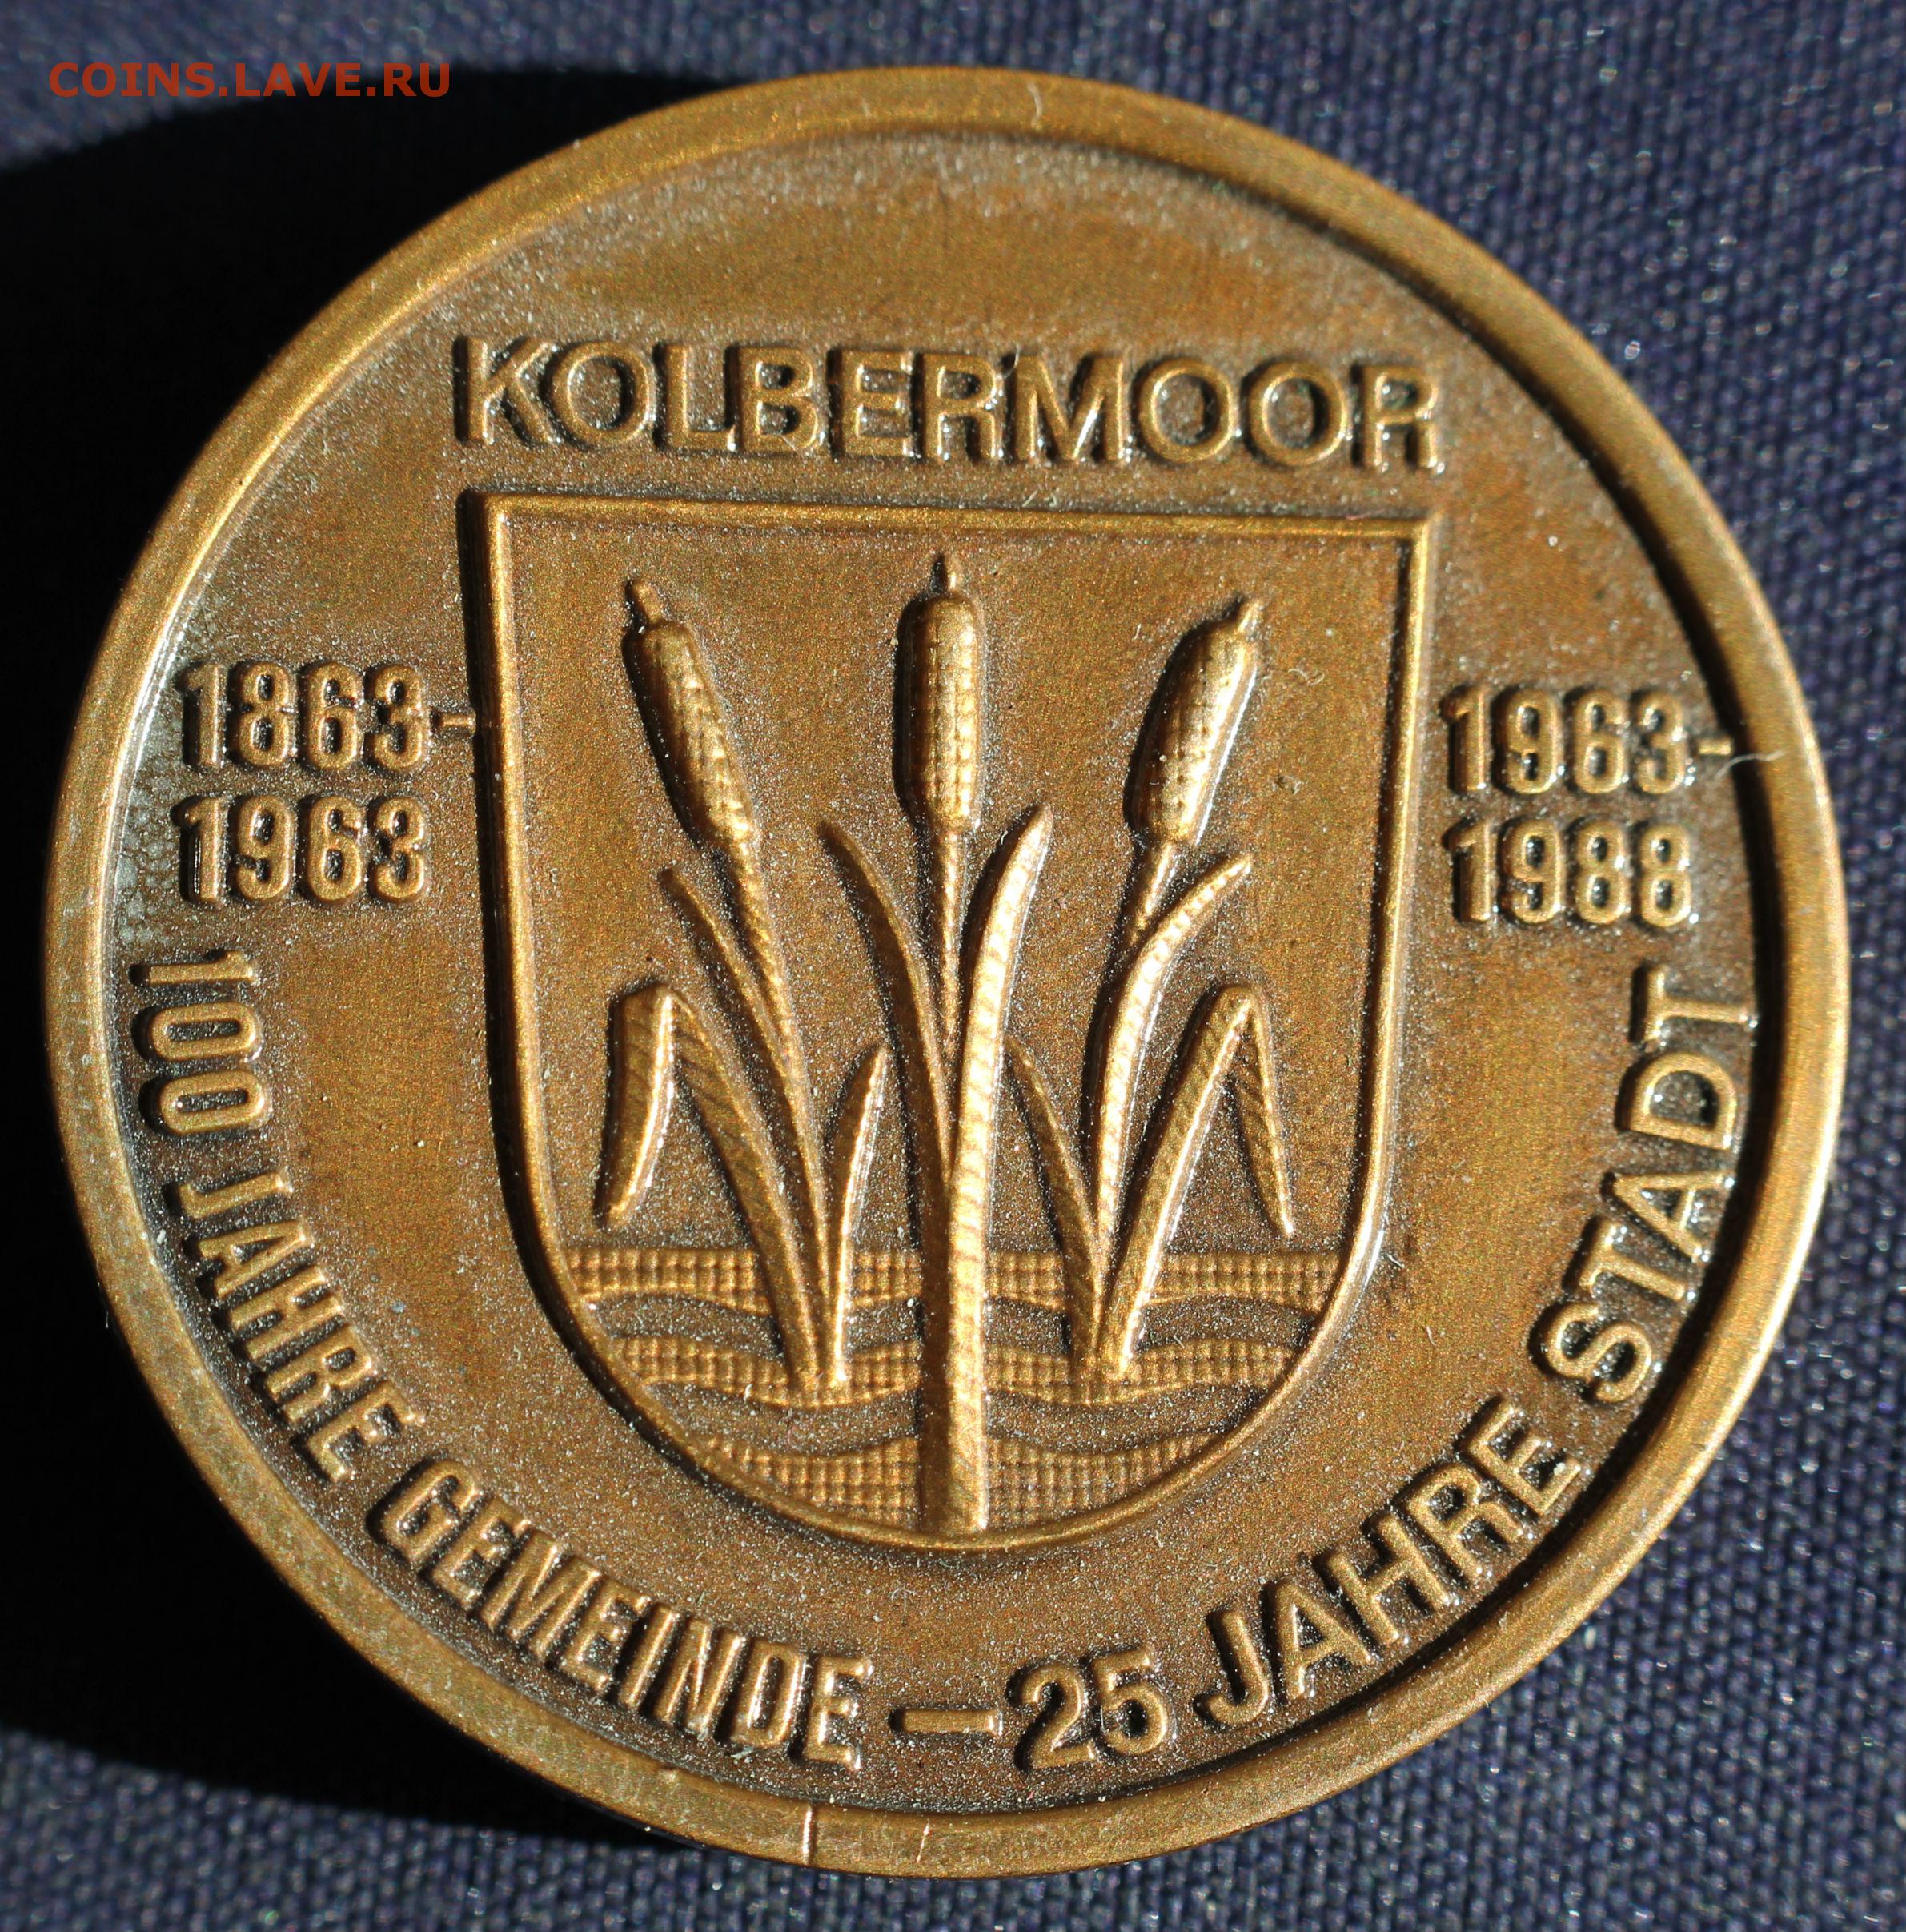 COINS.LAVE.RU
KOLBERMOOR
1863-
1963
1963-
1988
100 JAHRE GEMEINDE – 25 JAHRE STADT